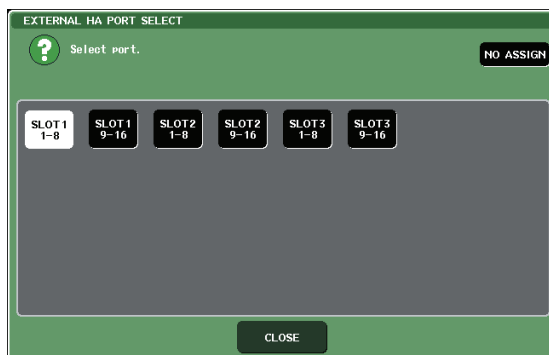 EXTERNAL HA PORT SELECT
Select port.
NO ASSIGN
SLOT1 1-8
SLOT1 9-16
SLOT2 1-8
SLOT2 9-16
SLOT3 1-8
SLOT3 9-16
CLOSE